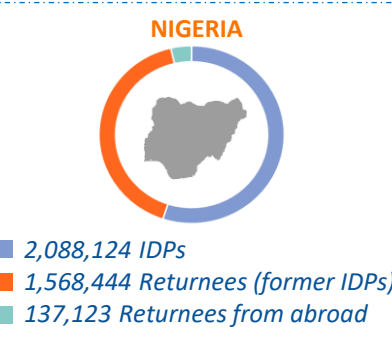 NIGERIA
2,088,124 IDPs
1,568,444 Returnees (former IDPs)
137,123 Returnees from abroad